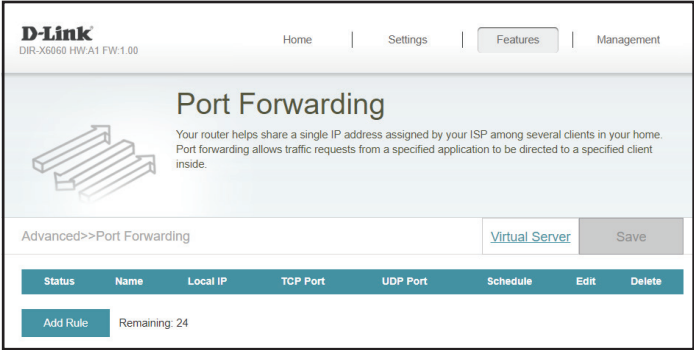 D-Link
DIR-X6060 HW:A1 FW:1.00
Home | Settings | Features | Management
Port Forwarding
Your router helps share a single IP address assigned by your ISP among several clients in your home.
Port forwarding allows traffic requests from a specified application to be directed to a specified client
inside.
Advanced>>Port Forwarding Virtual Server Save
Status Name Local IP TCP Port UDP Port Schedule Edit Delete
Add Rule Remaining: 24